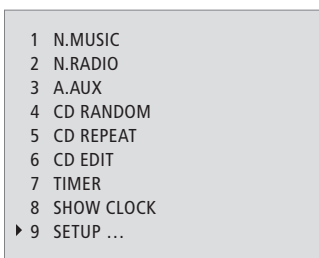 1 N.MUSIC
2 N.RADIO
3 A.AUX
4 CD RANDOM
5 CD REPEAT
6 CD EDIT
7 TIMER
8 SHOW CLOCK
9 SETUP …